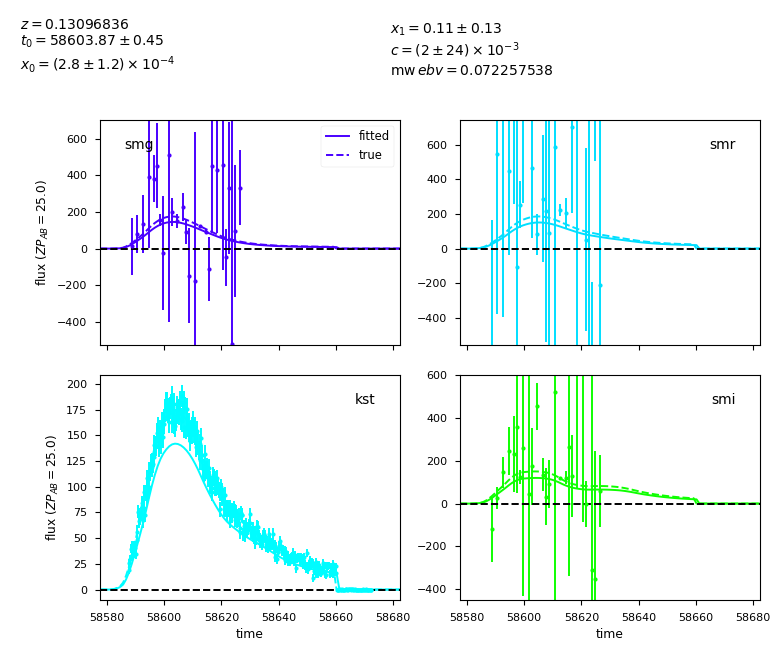 z = 0.13096836
t₀ = 58603.87 ± 0.45
x₀ = (2.8 ± 1.2) × 10⁻⁴
x₁ = 0.11 ± 0.13
c = (2 ± 24) × 10⁻³
mw ebv = 0.072257538
smg
fitted
true
600
400
200
0
−200
−400
flux (ZP_AB = 25.0)
smr
600
400
200
0
−200
−400
kst
200
175
150
125
100
75
50
25
0
flux (ZP_AB = 25.0)
58580 58600 58620 58640 58660 58680
time
smi
600
400
200
0
−200
−400
58580 58600 58620 58640 58660 58680
time